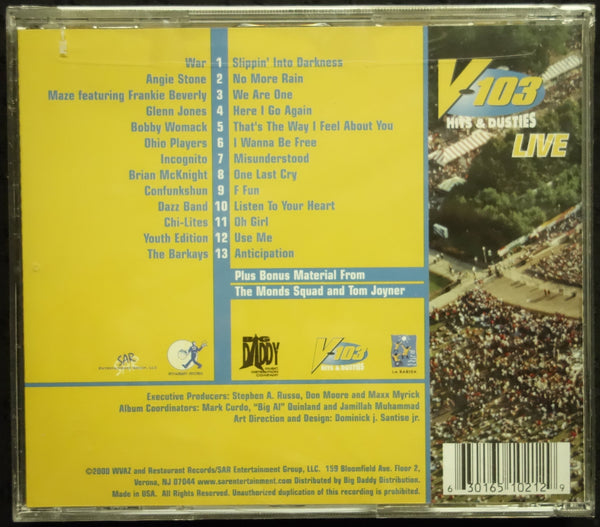 War 1 Slippin' Into Darkness
Angie Stone 2 No More Rain
Maze featuring Frankie Beverly 3 We Are One
Glenn Jones 4 Here I Go Again
Bobby Womack 5 That's The Way I Feel About You
Ohio Players 6 I Wanna Be Free
Incognito 7 Misunderstood
Brian McKnight 8 One Last Cry
Confunkshun 9 F Fun
Dazz Band 10 Listen To Your Heart
Chi-Lites 11 Oh Girl
Youth Edition 12 Use Me
The Barkays 13 Anticipation
Plus Bonus Material From
The Monds Squad and Tom Joyner
V-103
HITS & DUSTIES
LIVE
SAR
BIG
DADDY
MUSIC
DISTRIBUTION
COMPANY
V-103
HITS & DUSTIES
LA RABIDA
Executive Producers: Stephen A. Russo, Don Moore and Maxx Myrick
Album Coordinators: Mark Curdo, "Big Al" Quinland and Jamillah Muhammad
Art Direction and Design: Dominick j. Santise jr.
©2000 WVAZ and Restaurant Records/SAR Entertainment Group, LLC. 159 Bloomfield Ave. Floor 2,
Verona, NJ 07044 www.sarentertainment.com Distributed by Big Daddy Distribution.
Made in USA. All Rights Reserved. Unauthorized duplication of this recording is prohibited.
6 30165 10212 9